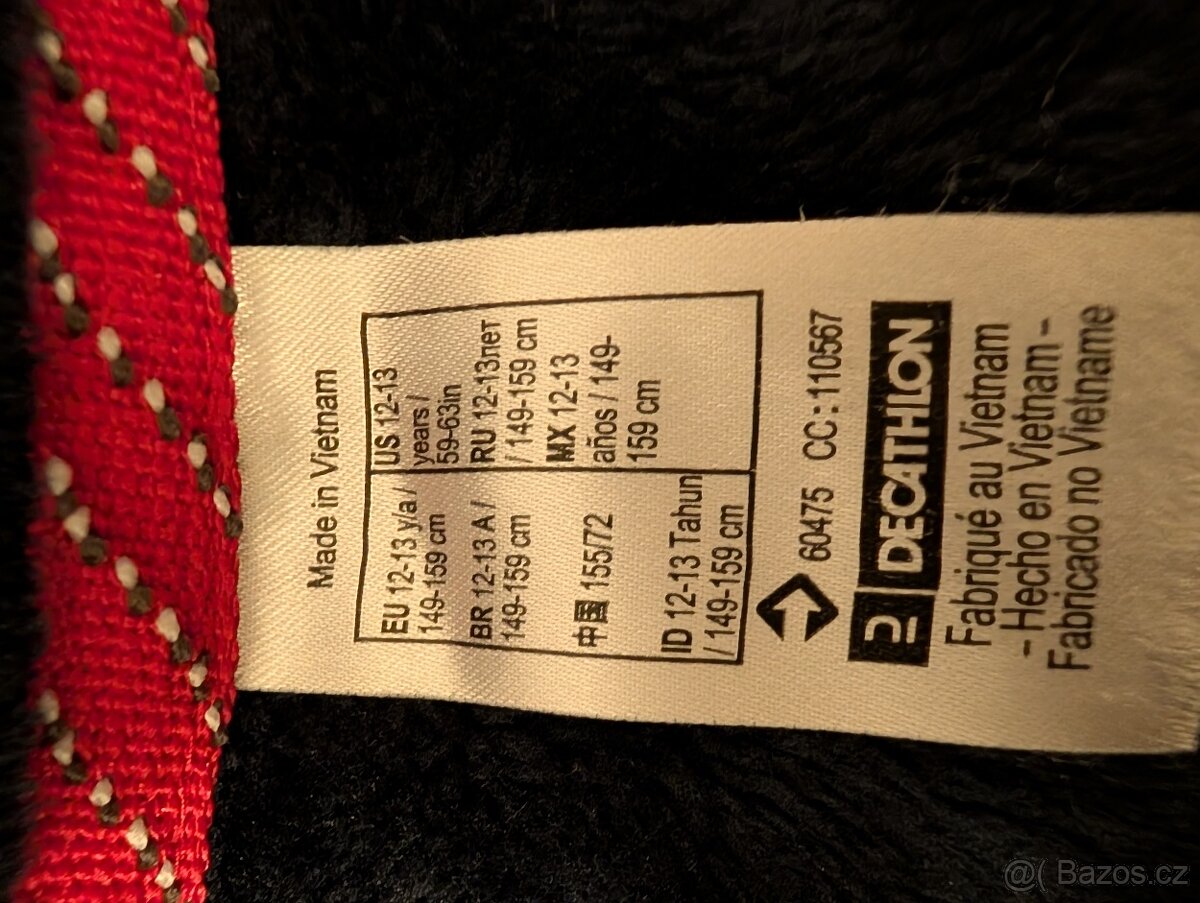 Made in Vietnam
EU 12-13 y/a/
149-159 cm
BR 12-13 A /
149-159 cm
中国 155/72
ID 12-13 Tahun
/ 149-159 cm
US 12-13
years /
59-63in
RU 12-13лет
/ 149-159 cm
MX 12-13
años / 149-
159 cm
60475 CC : 110567
DECATHLON
Fabriqué au Vietnam
- Hecho en Vietnam -
Fabricado no Vietname
@( Bazos.cz